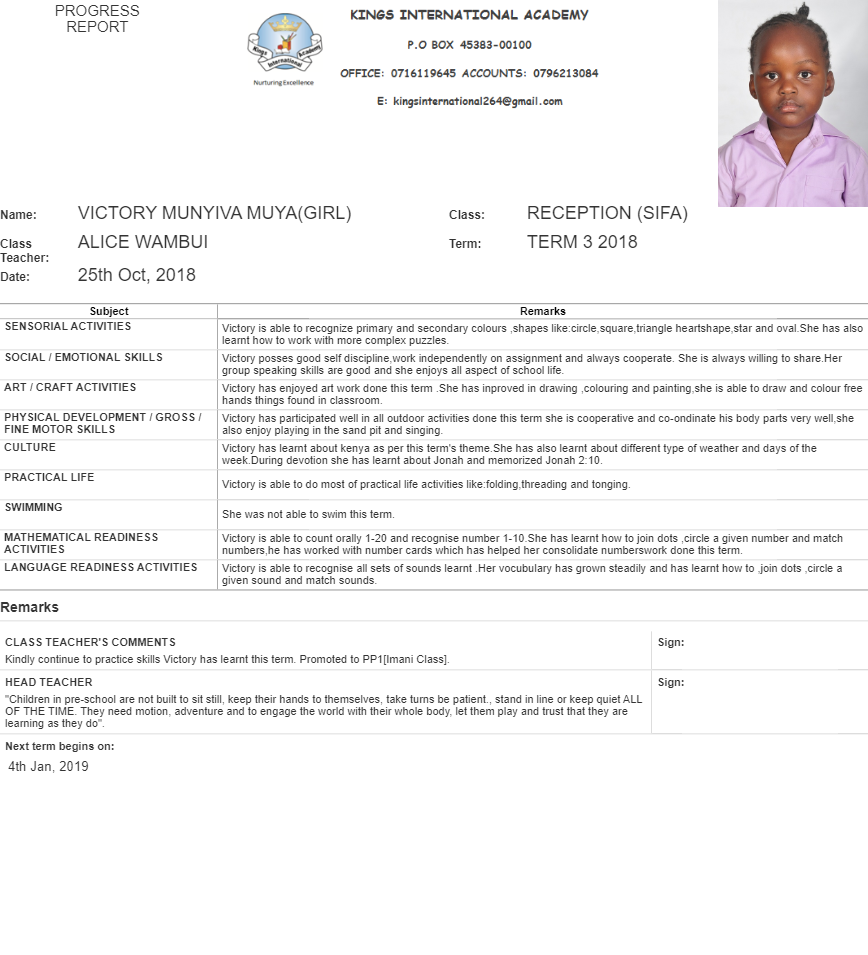 PROGRESS
REPORT
Kings International Academy
Nurturing Excellence
KINGS INTERNATIONAL ACADEMY
P.O BOX 45383-00100
OFFICE: 0716119645 ACCOUNTS: 0796213084
E: kingsinternational264@gmail.com
Name: VICTORY MUNYIVA MUYA(GIRL) Class: RECEPTION (SIFA)
Class Teacher: ALICE WAMBUI Term: TERM 3 2018
Date: 25th Oct, 2018
Subject Remarks
SENSORIAL ACTIVITIES
Victory is able to recognize primary and secondary colours ,shapes like:circle,square,triangle heartshape,star and oval.She has also
learnt how to work with more complex puzzles.
SOCIAL / EMOTIONAL SKILLS
Victory posses good self discipline,work independently on assignment and always cooperate. She is always willing to share.Her
group speaking skills are good and she enjoys all aspect of school life.
ART / CRAFT ACTIVITIES
Victory has enjoyed art work done this term .She has inproved in drawing ,colouring and painting,she is able to draw and colour free
hands things found in classroom.
PHYSICAL DEVELOPMENT / GROSS /
FINE MOTOR SKILLS
Victory has participated well in all outdoor activities done this term she is cooperative and co-ondinate his body parts very well,she
also enjoy playing in the sand pit and singing.
CULTURE
Victory has learnt about kenya as per this term's theme.She has also learnt about different type of weather and days of the
week.During devotion she has learnt about Jonah and memorized Jonah 2:10.
PRACTICAL LIFE
Victory is able to do most of practical life activities like:folding,threading and tonging.
SWIMMING
She was not able to swim this term.
MATHEMATICAL READINESS
ACTIVITIES
Victory is able to count orally 1-20 and recognise number 1-10.She has learnt how to join dots ,circle a given number and match
numbers,he has worked with number cards which has helped her consolidate numberswork done this term.
LANGUAGE READINESS ACTIVITIES
Victory is able to recognise all sets of sounds learnt .Her vocubulary has grown steadily and has learnt how to ,join dots ,circle a
given sound and match sounds.
Remarks
CLASS TEACHER'S COMMENTS
Kindly continue to practice skills Victory has learnt this term. Promoted to PP1[Imani Class].
Sign:
HEAD TEACHER
"Children in pre-school are not built to sit still, keep their hands to themselves, take turns be patient., stand in line or keep quiet ALL
OF THE TIME. They need motion, adventure and to engage the world with their whole body, let them play and trust that they are
learning as they do".
Sign:
Next term begins on:
4th Jan, 2019